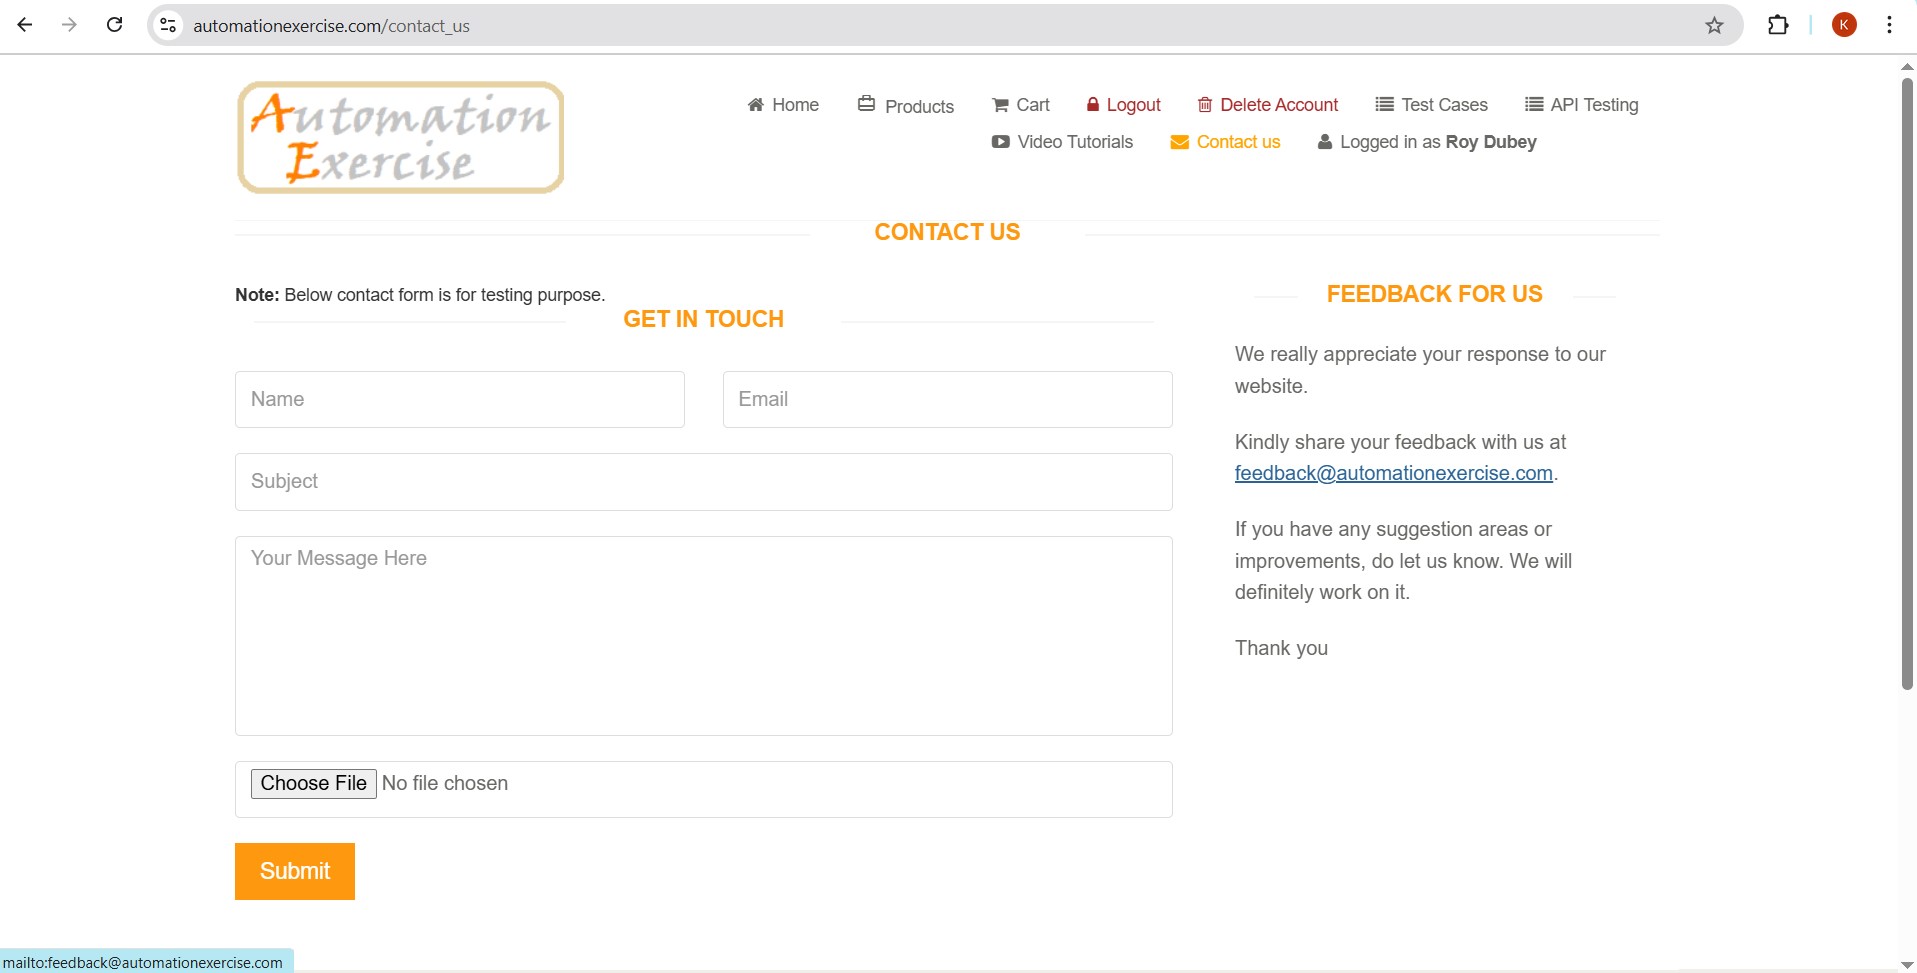 automationexercise.com/contact_us
K
Automation
Exercise
Home Products Cart Logout Delete Account Test Cases API Testing
Video Tutorials Contact us Logged in as Roy Dubey
CONTACT US
Note: Below contact form is for testing purpose.
GET IN TOUCH
Name Email
Subject
Your Message Here
Choose File No file chosen
Submit
FEEDBACK FOR US
We really appreciate your response to our
website.
Kindly share your feedback with us at
feedback@automationexercise.com.
If you have any suggestion areas or
improvements, do let us know. We will
definitely work on it.
Thank you
mailto:feedback@automationexercise.com